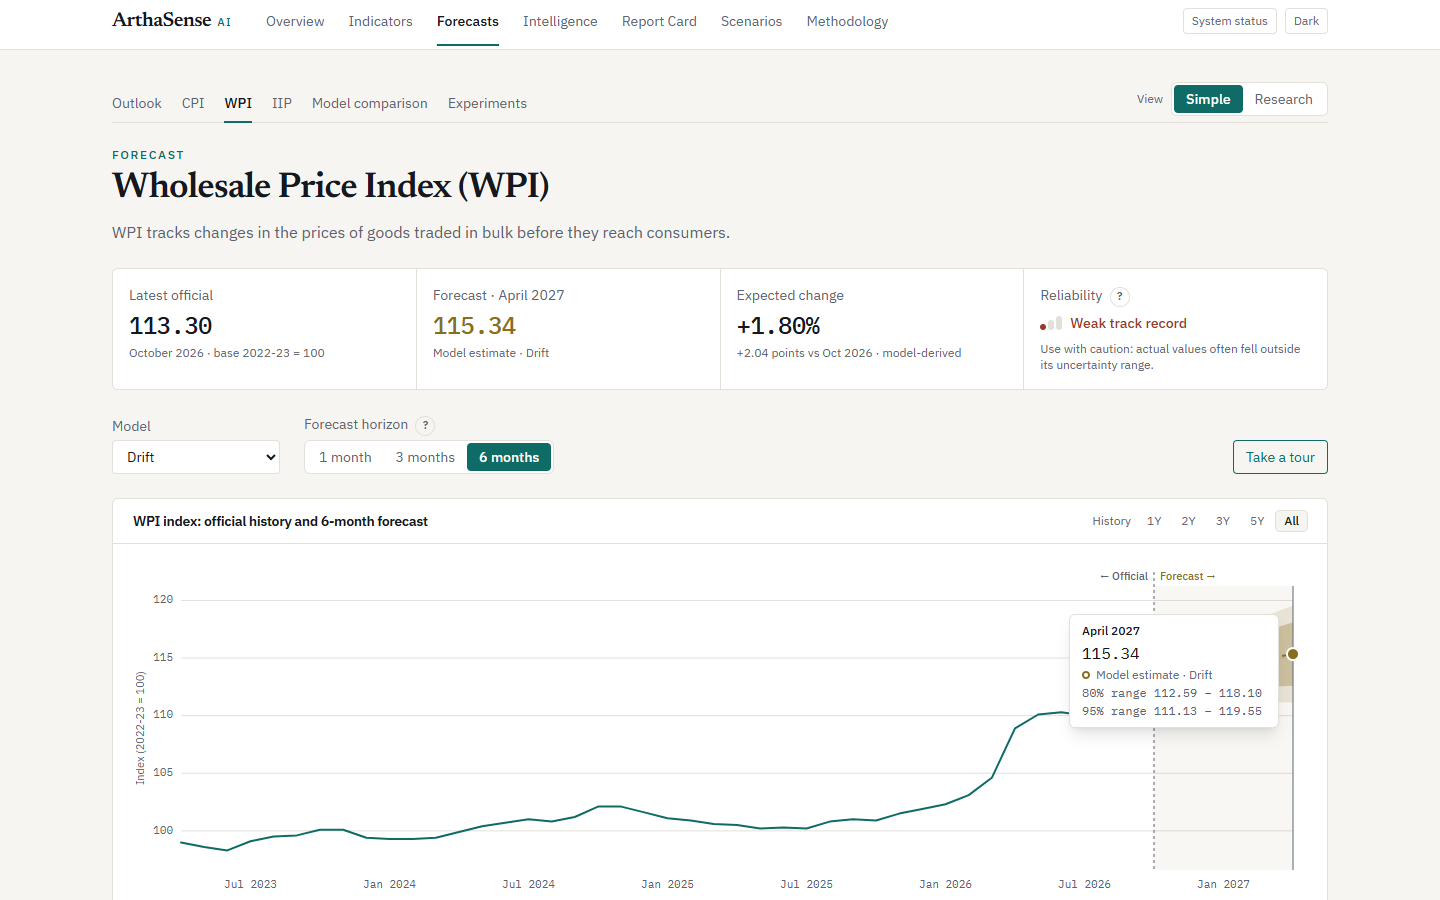 ArthaSense AI
Overview Indicators Forecasts Intelligence Report Card Scenarios Methodology
System status Dark
Outlook CPI WPI IIP Model comparison Experiments
View Simple Research
FORECAST
Wholesale Price Index (WPI)
WPI tracks changes in the prices of goods traded in bulk before they reach consumers.
Latest official
113.30
October 2026 · base 2022-23 = 100
Forecast · April 2027
115.34
Model estimate · Drift
Expected change
+1.80%
+2.04 points vs Oct 2026 · model-derived
Reliability ?
Weak track record
Use with caution: actual values often fell outside
its uncertainty range.
Model
Drift
Forecast horizon ?
1 month 3 months 6 months
Take a tour
WPI index: official history and 6-month forecast
History 1Y 2Y 3Y 5Y All
← Official Forecast →
120
115
110
105
100
Index (2022-23 = 100)
April 2027
115.34
Model estimate · Drift
80% range 112.59 – 118.10
95% range 111.13 – 119.55
Jul 2023 Jan 2024 Jul 2024 Jan 2025 Jul 2025 Jan 2026 Jul 2026 Jan 2027